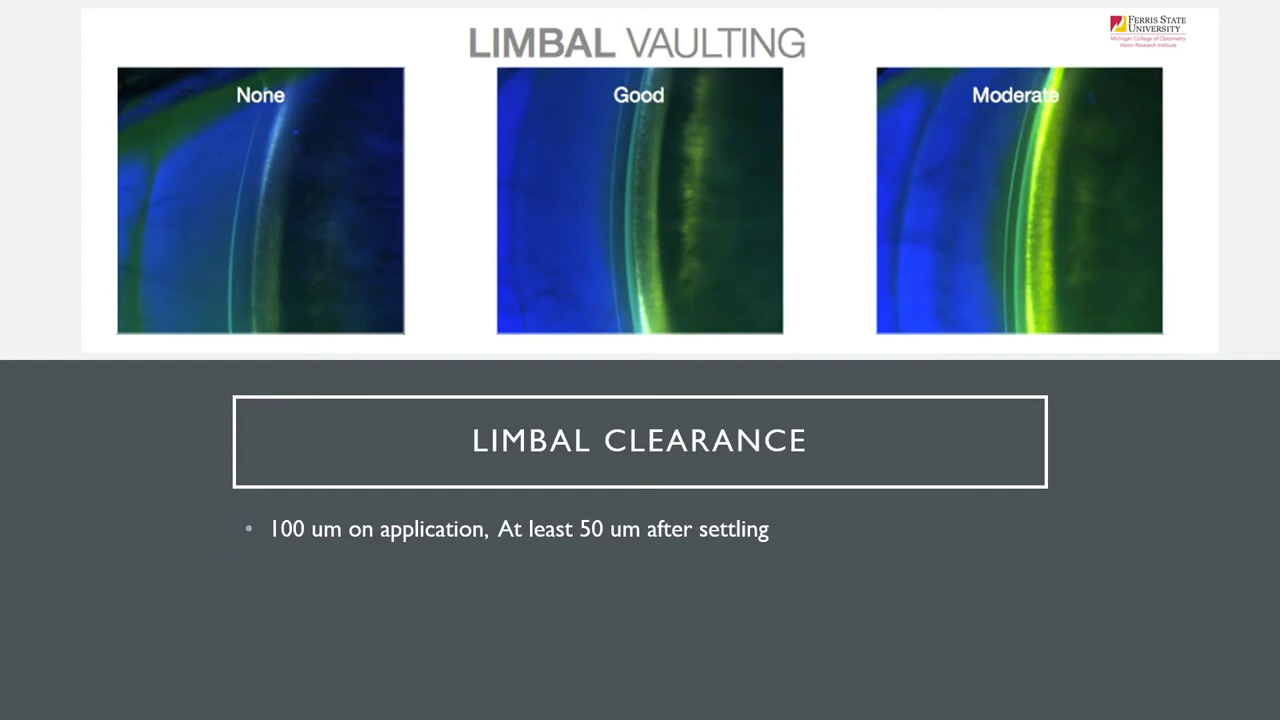 FERRIS STATE
UNIVERSITY
Michigan College of Optometry
Vision Research Institute
LIMBAL VAULTING
None
Good
Moderate
LIMBAL CLEARANCE
• 100 um on application, At least 50 um after settling